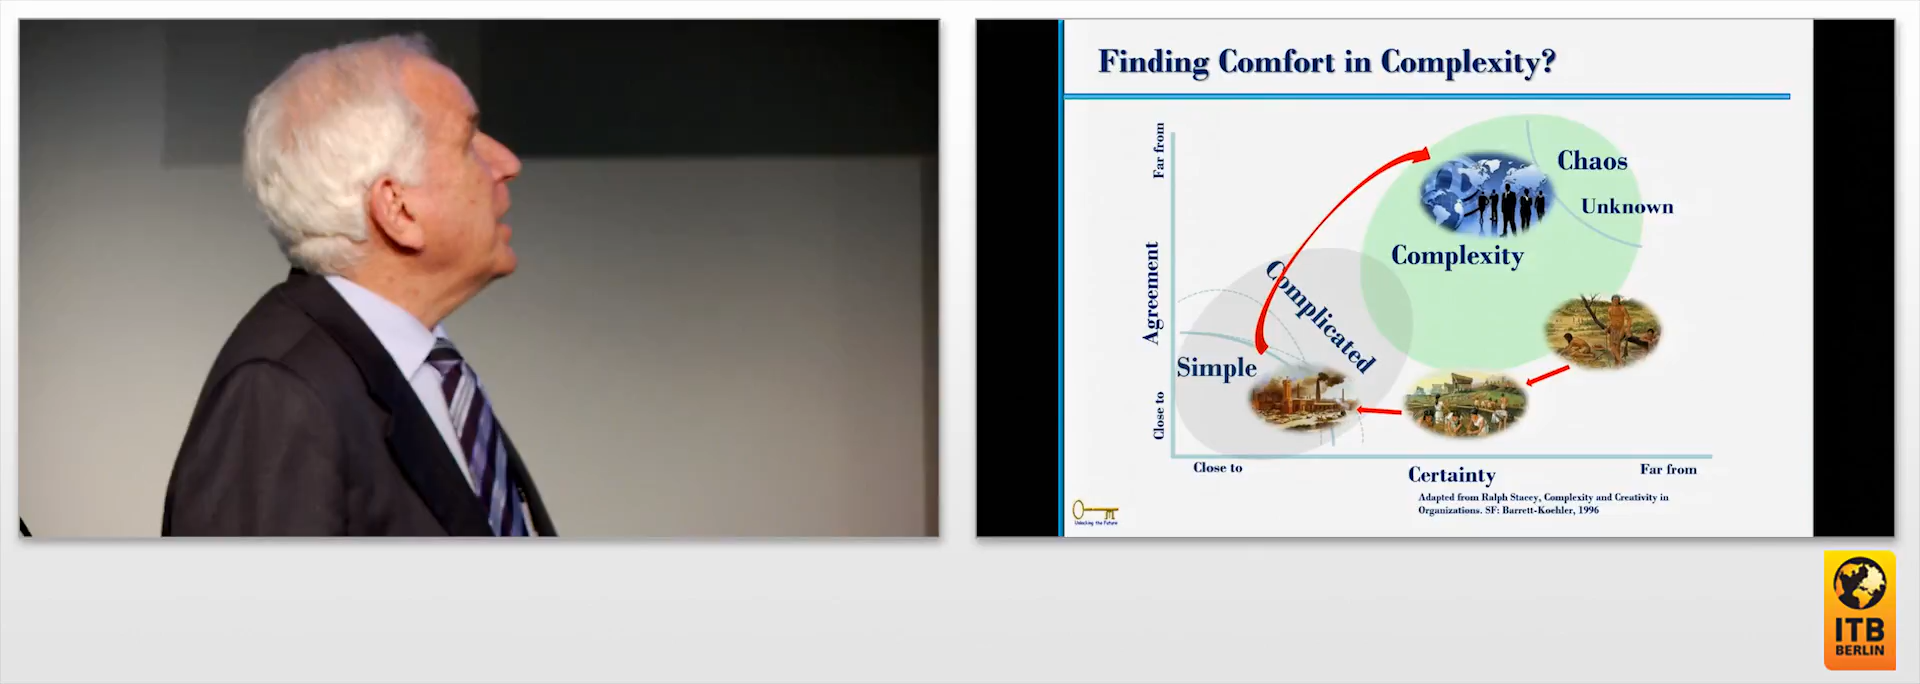 Finding Comfort in Complexity?
Far from
Chaos
Unknown
Complexity
Agreement
Complicated
Simple
Close to
Close to
Certainty
Far from
Adapted from Ralph Stacey, Complexity and Creativity in
Organizations. SF: Barrett-Koehler, 1996
Unlocking the Future
ITB
BERLIN